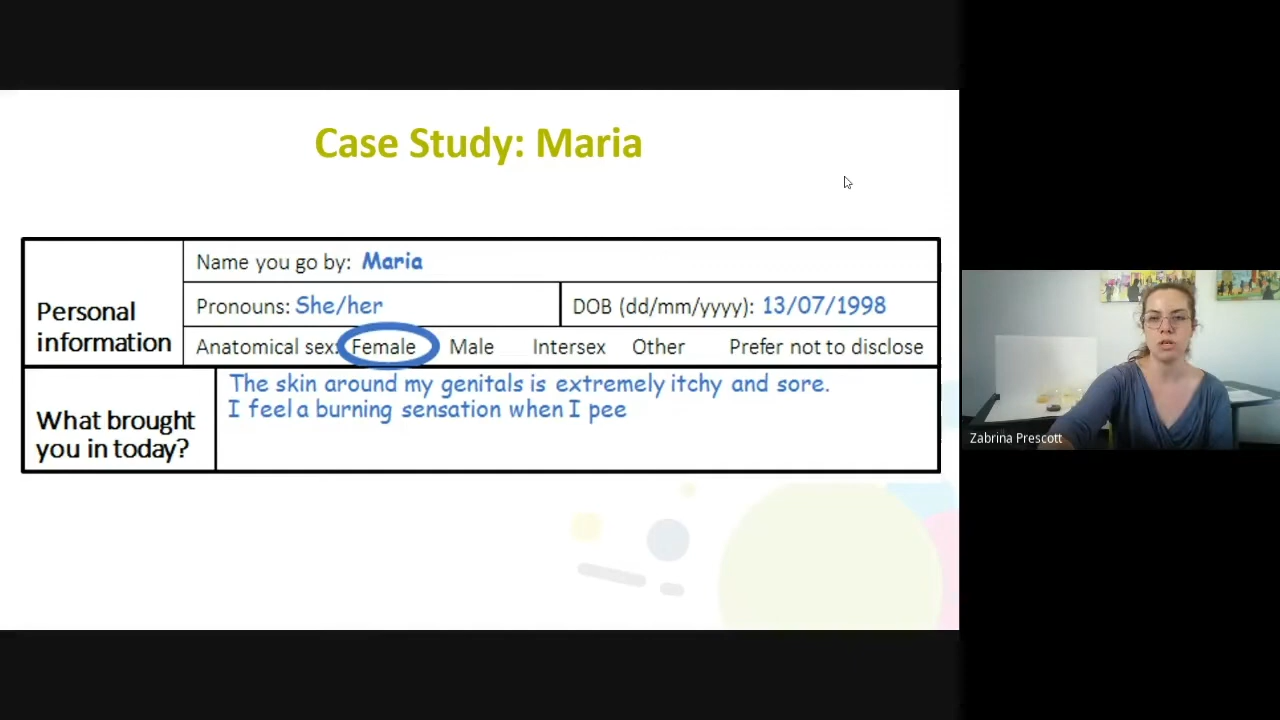 Case Study: Maria
Personal information
Name you go by: Maria
Pronouns: She/her
DOB (dd/mm/yyyy): 13/07/1998
Anatomical sex: Female Male Intersex Other Prefer not to disclose
What brought you in today?
The skin around my genitals is extremely itchy and sore.
I feel a burning sensation when I pee
Zabrina Prescott